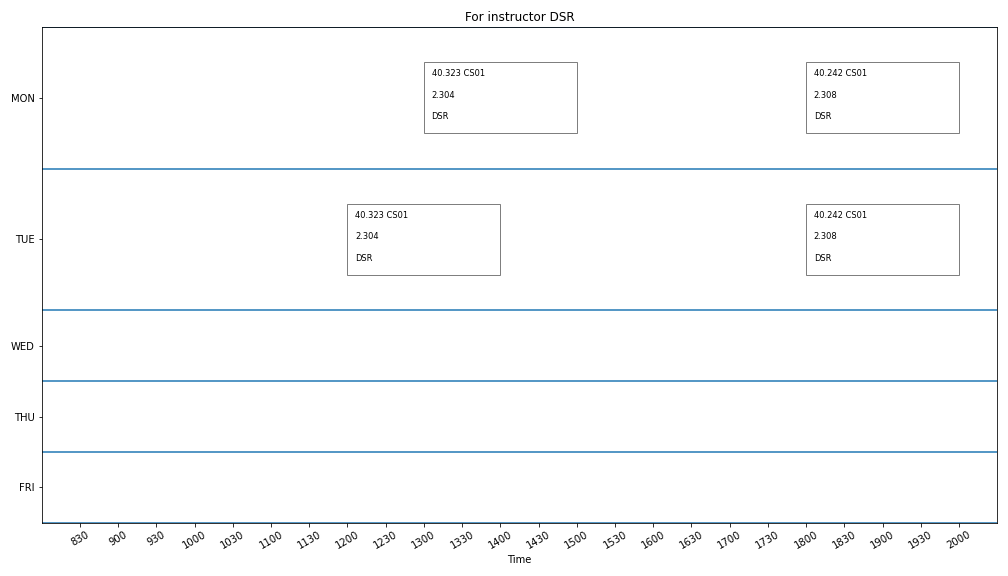 For instructor DSR
MON
40.323 CS01
2.304
DSR
40.242 CS01
2.308
DSR
TUE
40.323 CS01
2.304
DSR
40.242 CS01
2.308
DSR
WED
THU
FRI
830 900 930 1000 1030 1100 1130 1200 1230 1300 1330 1400 1430 1500 1530 1600 1630 1700 1730 1800 1830 1900 1930 2000
Time